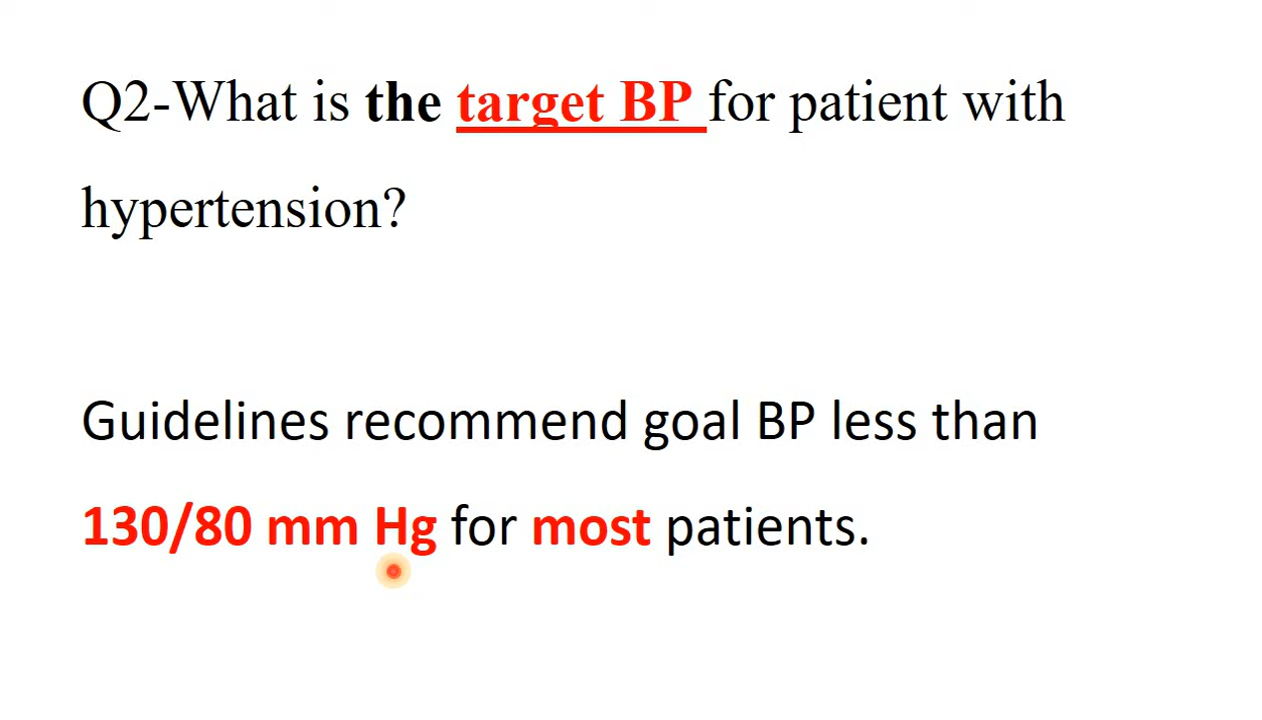 Q2-What is the target BP for patient with
hypertension?
Guidelines recommend goal BP less than
130/80 mm Hg for most patients.